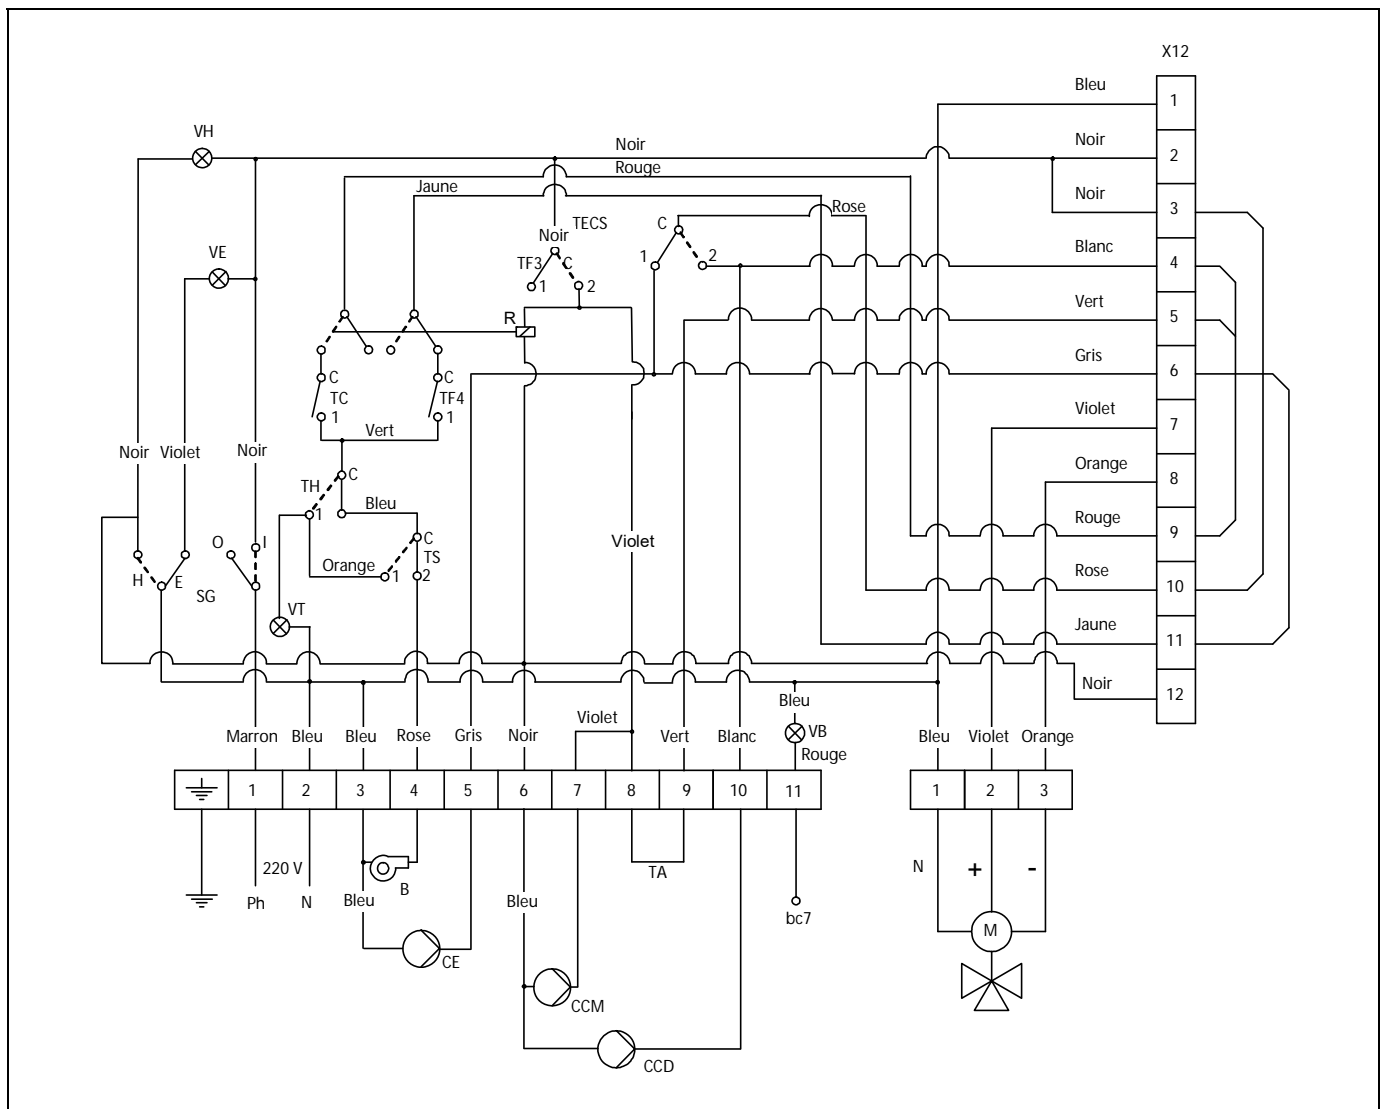 X12
Bleu
1
VH
Noir
Noir
2
Rouge
Jaune
Noir
3
Rose
TECS
C
Noir
VE
Blanc
4
1
2
TF3
C
1
2
R
Vert
5
Gris
6
C
TC
1
C
TF4
1
Violet
7
Vert
Noir
Violet
Noir
Orange
8
TH
C
1
Bleu
Rouge
9
O
I
C
TS
Violet
H
E
Orange
1
2
SG
Rose
10
VT
Jaune
11
Noir
12
Bleu
Violet
VB
Marron
Bleu
Bleu
Rose
Gris
Noir
Vert
Blanc
Rouge
Bleu
Violet
Orange
1
2
3
4
5
6
7
8
9
10
11
1
2
3
220 V
TA
N
+
-
Ph
N
Bleu
B
Bleu
bc7
M
CE
CCM
CCD